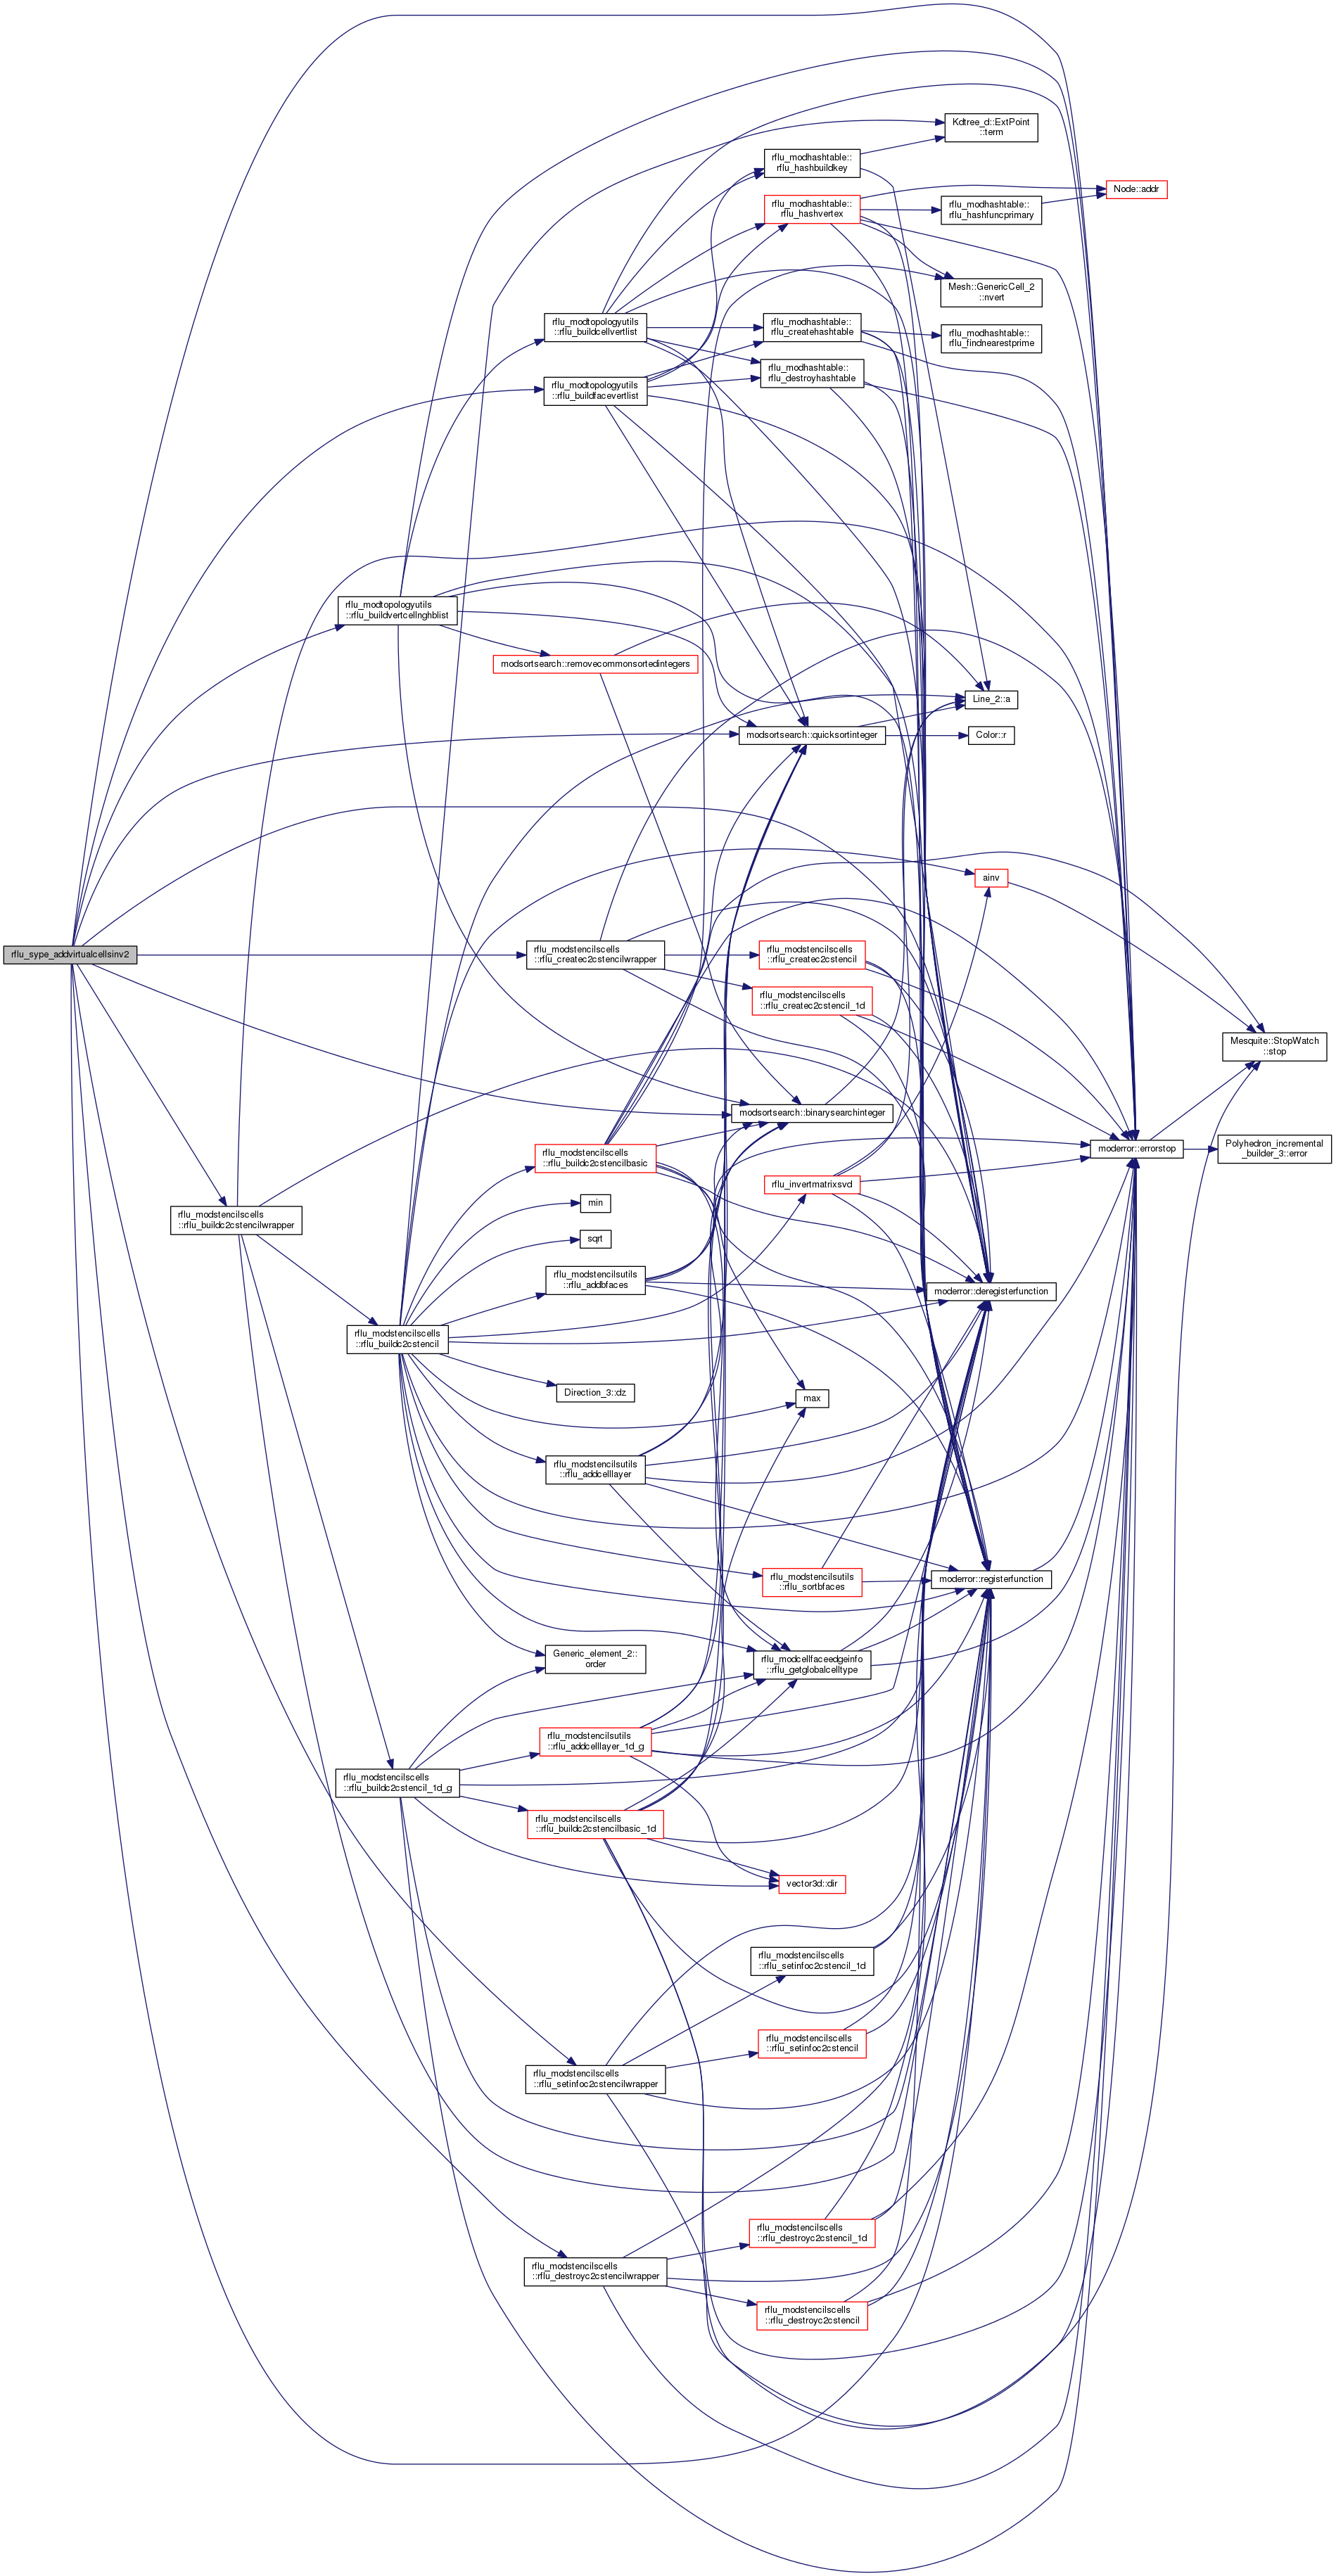 Kdtree_d::ExtPoint
::term
rflu_modhashtable::
rflu_hashbuildkey
Node::addr
rflu_modhashtable::
rflu_hashvertex
rflu_modhashtable::
rflu_hashfuncprimary
Mesh::GenericCell_2
::nvert
rflu_modtopologyutils
::rflu_buildcellvertlist
rflu_modhashtable::
rflu_createhashtable
rflu_modhashtable::
rflu_findnearestprime
rflu_modhashtable::
rflu_destroyhashtable
rflu_modtopologyutils
::rflu_buildfacevertlist
rflu_modtopologyutils
::rflu_buildvertcellnghblist
modsortsearch::removecommonsortedintegers
Line_2::a
modsortsearch::quicksortinteger
Color::r
ainv
rflu_sype_addvirtualcellsinv2
rflu_modstencilscells
::rflu_createc2cstencilwrapper
rflu_modstencilscells
::rflu_createc2cstencil
rflu_modstencilscells
::rflu_createc2cstencil_1d
Mesquite::StopWatch
::stop
modsortsearch::binarysearchinteger
moderror::errorstop
Polyhedron_incremental
_builder_3::error
rflu_modstencilscells
::rflu_buildc2cstencilbasic
rflu_invertmatrixsvd
min
rflu_modstencilscells
::rflu_buildc2cstencilwrapper
sqrt
rflu_modstencilsutils
::rflu_addbfaces
moderror::deregisterfunction
rflu_modstencilscells
::rflu_buildc2cstencil
Direction_3::dz
max
rflu_modstencilsutils
::rflu_addcelllayer
rflu_modstencilsutils
::rflu_sortbfaces
moderror::registerfunction
Generic_element_2::
order
rflu_modcellfaceedgeinfo
::rflu_getglobalcelltype
rflu_modstencilsutils
::rflu_addcelllayer_1d_g
rflu_modstencilscells
::rflu_buildc2cstencil_1d_g
rflu_modstencilscells
::rflu_buildc2cstencilbasic_1d
vector3d::dir
rflu_modstencilscells
::rflu_setinfoc2cstencil_1d
rflu_modstencilscells
::rflu_setinfoc2cstencil
rflu_modstencilscells
::rflu_setinfoc2cstencilwrapper
rflu_modstencilscells
::rflu_destroyc2cstencil_1d
rflu_modstencilscells
::rflu_destroyc2cstencilwrapper
rflu_modstencilscells
::rflu_destroyc2cstencil